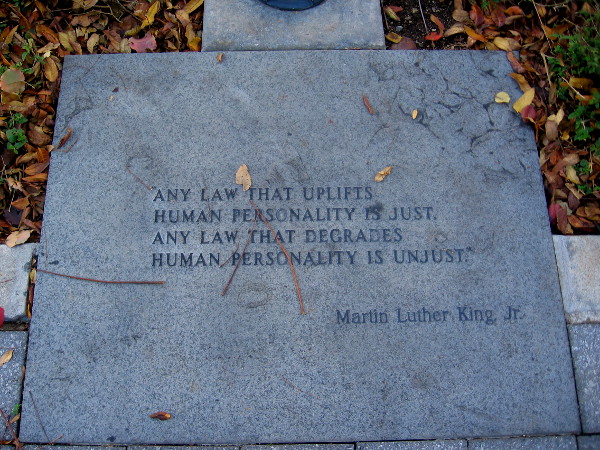 "ANY LAW THAT UPLIFTS
HUMAN PERSONALITY IS JUST.
ANY LAW THAT DEGRADES
HUMAN PERSONALITY IS UNJUST."
Martin Luther King, Jr.